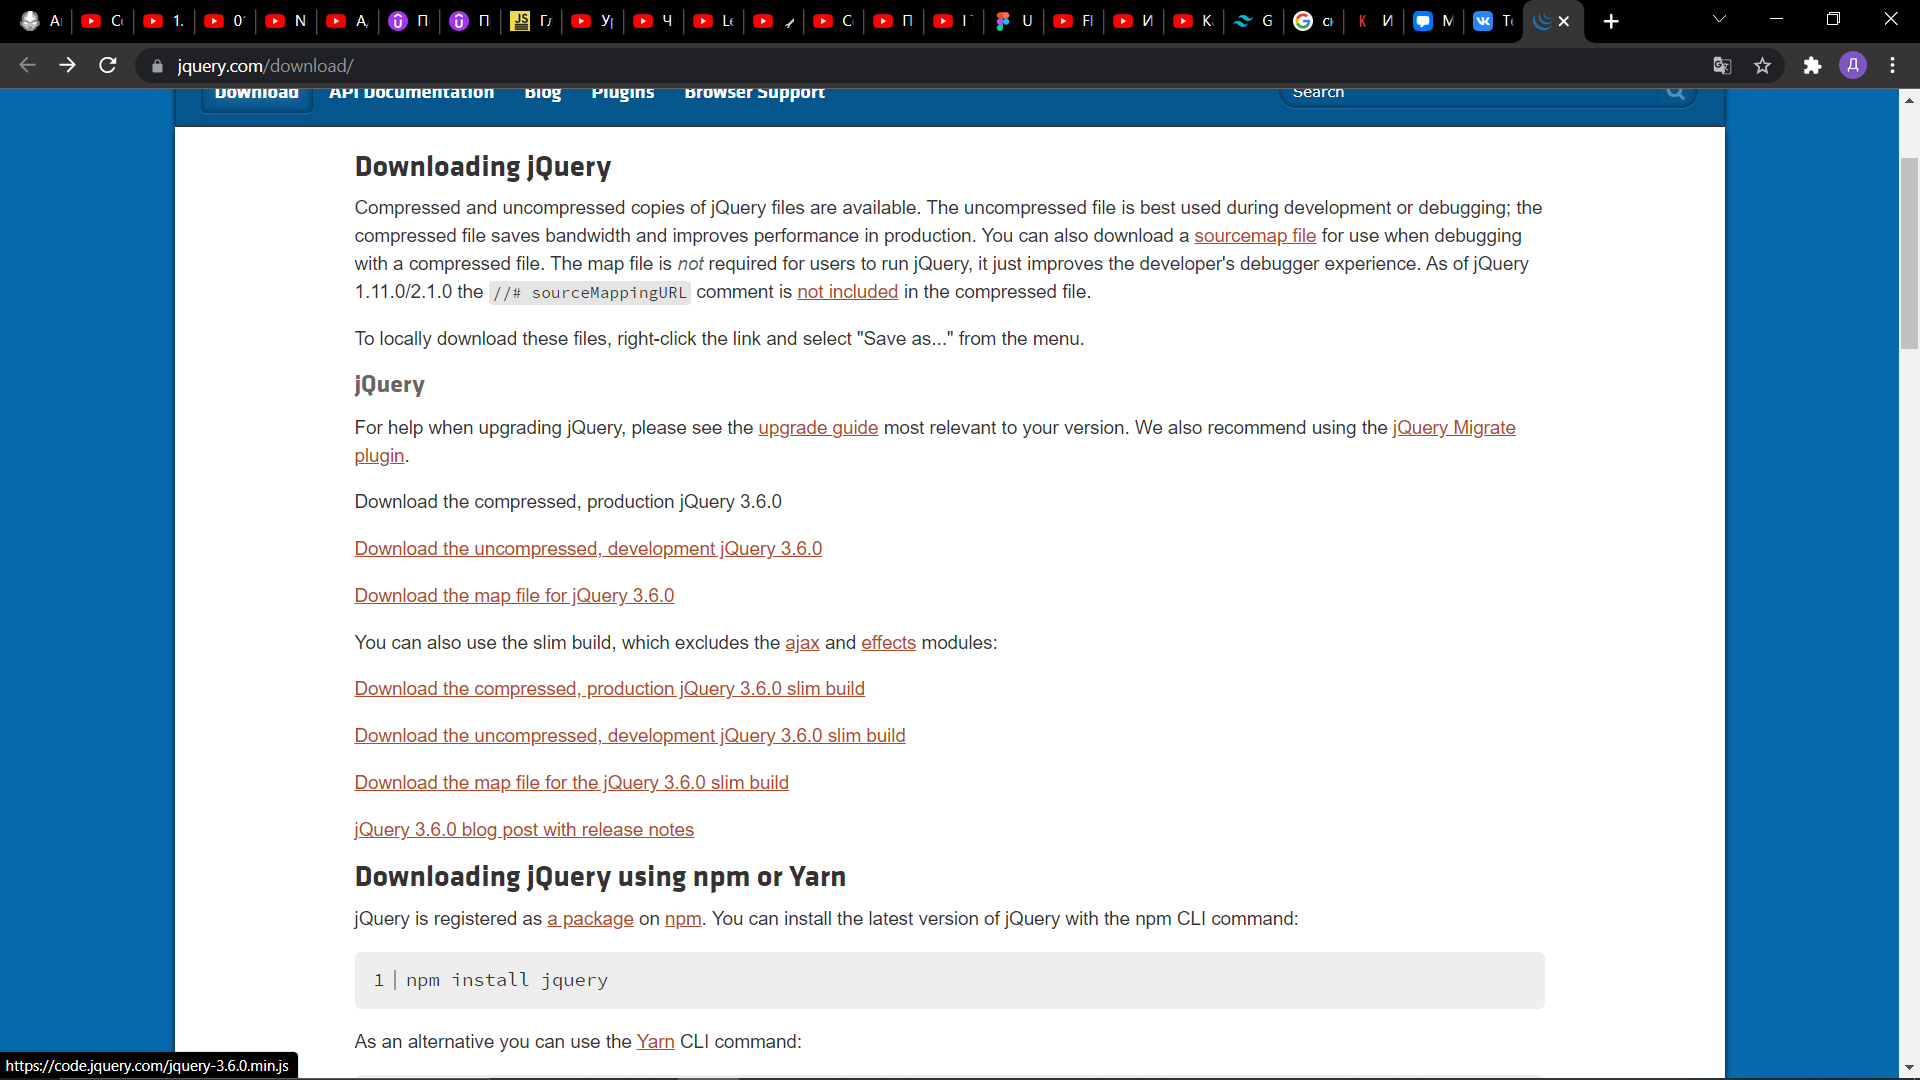 jquery.com/download/
Download API Documentation Blog Plugins Browser Support Search
Downloading jQuery
Compressed and uncompressed copies of jQuery files are available. The uncompressed file is best used during development or debugging; the
compressed file saves bandwidth and improves performance in production. You can also download a sourcemap file for use when debugging
with a compressed file. The map file is not required for users to run jQuery, it just improves the developer's debugger experience. As of jQuery
1.11.0/2.1.0 the //# sourceMappingURL comment is not included in the compressed file.
To locally download these files, right-click the link and select "Save as..." from the menu.
jQuery
For help when upgrading jQuery, please see the upgrade guide most relevant to your version. We also recommend using the jQuery Migrate
plugin.
Download the compressed, production jQuery 3.6.0
Download the uncompressed, development jQuery 3.6.0
Download the map file for jQuery 3.6.0
You can also use the slim build, which excludes the ajax and effects modules:
Download the compressed, production jQuery 3.6.0 slim build
Download the uncompressed, development jQuery 3.6.0 slim build
Download the map file for the jQuery 3.6.0 slim build
jQuery 3.6.0 blog post with release notes
Downloading jQuery using npm or Yarn
jQuery is registered as a package on npm. You can install the latest version of jQuery with the npm CLI command:
1 npm install jquery
As an alternative you can use the Yarn CLI command:
https://code.jquery.com/jquery-3.6.0.min.js